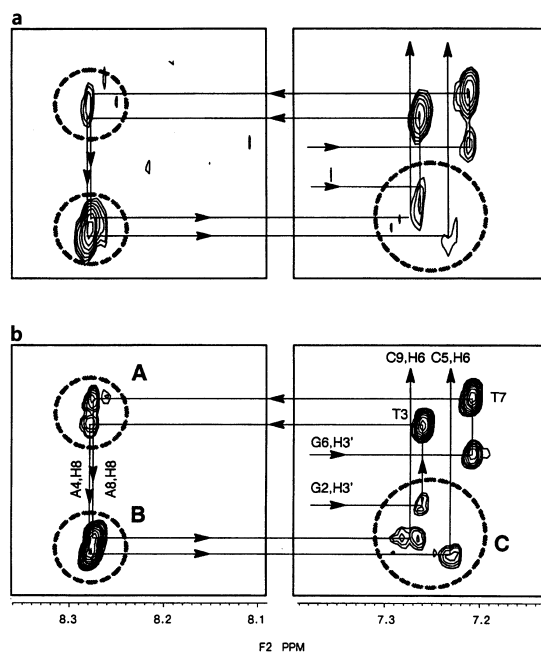 a
b
A
C9,H6 C5,H6
T3
T7
G6,H3'
A4,H8
A8,H8
G2,H3'
B
C
8.3 8.2 8.1 7.3 7.2
F2 PPM